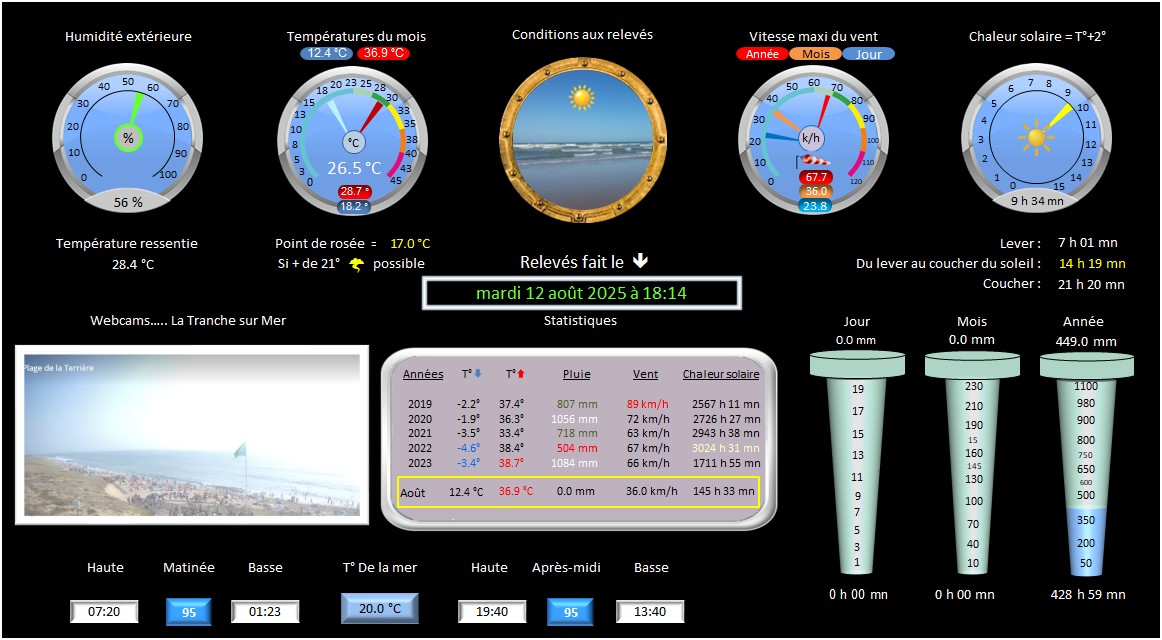 Humidité extérieure
Températures du mois
12.4 °C 36.9 °C
Conditions aux relevés
Vitesse maxi du vent
Année Mois Jour
Chaleur solaire = T°+2°
0 10 20 30 40 50 60 70 80 90 100
%
56 %
0 3 5 8 10 13 15 18 20 23 25 28 30 33 35 38 40 43 45
°C
26.5 °C
28.7 °
18.2 °
0 10 20 30 40 50 60 70 80 90 100 110 120
k/h
67.7
36.0
23.8
0 1 2 3 4 5 6 7 8 9 10 11 12 13 14 15
9 h 34 mn
Température ressentie
28.4 °C
Point de rosée = 17.0 °C
Si + de 21° possible
Relevés fait le
mardi 12 août 2025 à 18:14
Lever : 7 h 01 mn
Du lever au coucher du soleil : 14 h 19 mn
Coucher : 21 h 20 mn
Webcams..... La Tranche sur Mer
Plage de la Terrière
Statistiques
Années T° T° Pluie Vent Chaleur solaire
2019 -2.2° 37.4° 807 mm 89 km/h 2567 h 11 mn
2020 -1.9° 36.3° 1056 mm 72 km/h 2726 h 27 mn
2021 -3.5° 33.4° 718 mm 63 km/h 2943 h 38 mn
2022 -4.6° 38.4° 504 mm 67 km/h 3024 h 31 mn
2023 -3.4° 38.7° 1084 mm 66 km/h 1711 h 55 mn
Août 12.4 °C 36.9 °C 0.0 mm 36.0 km/h 145 h 33 mn
Jour
0.0 mm
19
17
15
13
11
9
7
5
3
1
0 h 00 mn
Mois
0.0 mm
230
210
190
15
160
145
130
100
70
40
10
0 h 00 mn
Année
449.0 mm
1100
980
900
800
750
650
600
500
350
200
50
428 h 59 mn
Haute Matinée Basse
07:20 95 01:23
T° De la mer
20.0 °C
Haute Après-midi Basse
19:40 95 13:40